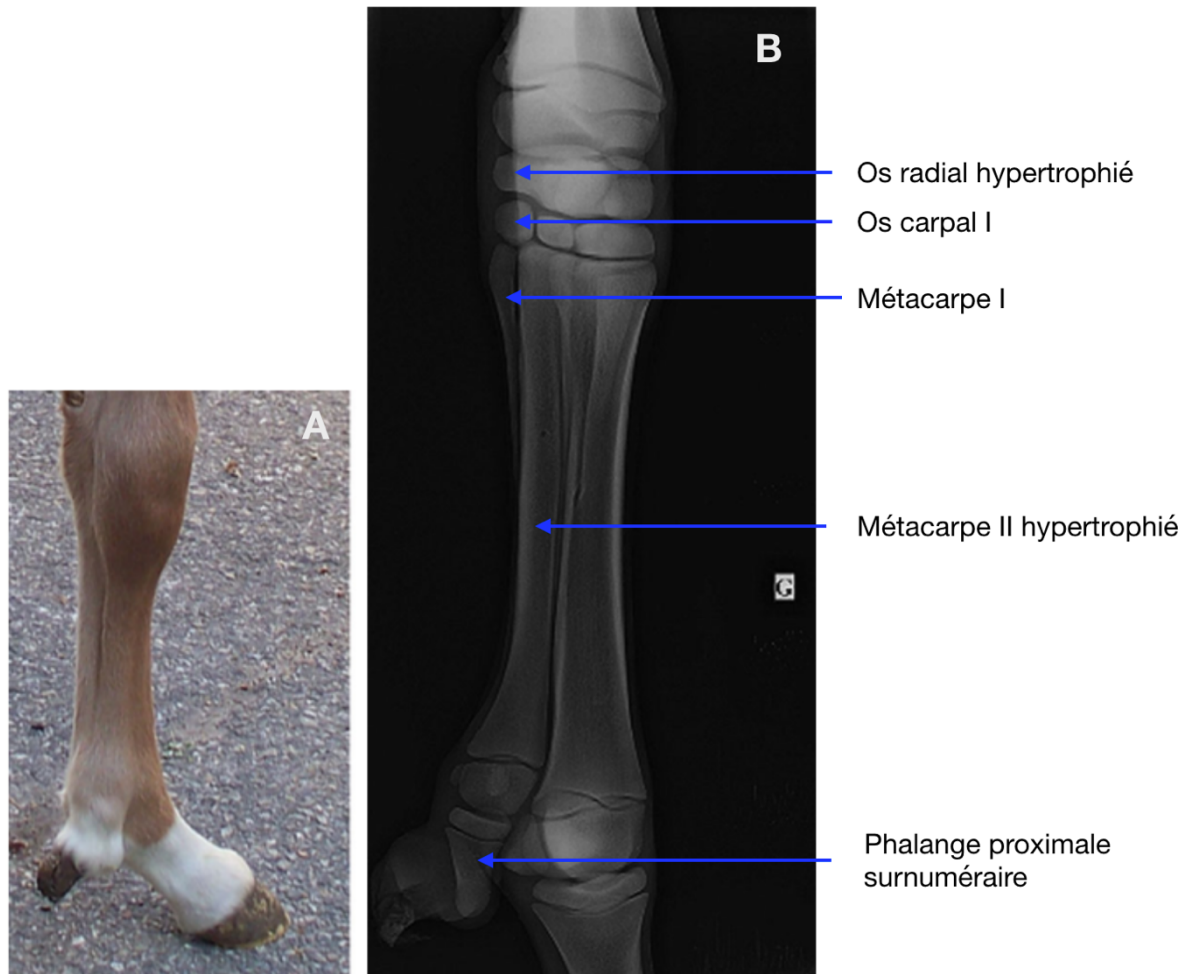 B
Os radial hypertrophié
Os carpal I
Métacarpe I
A
Métacarpe II hypertrophié
G
Phalange proximale
surnuméraire